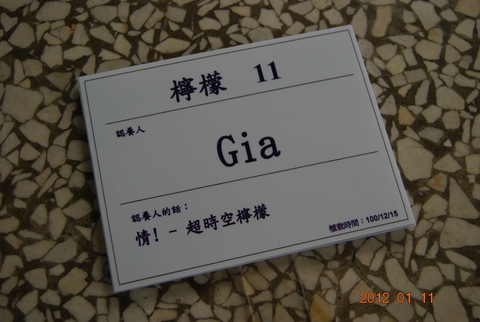 檸檬 11
認養人
Gia
認養人的話：
情! - 超時空檸檬
植栽時間：100/12/15
2012 01 11